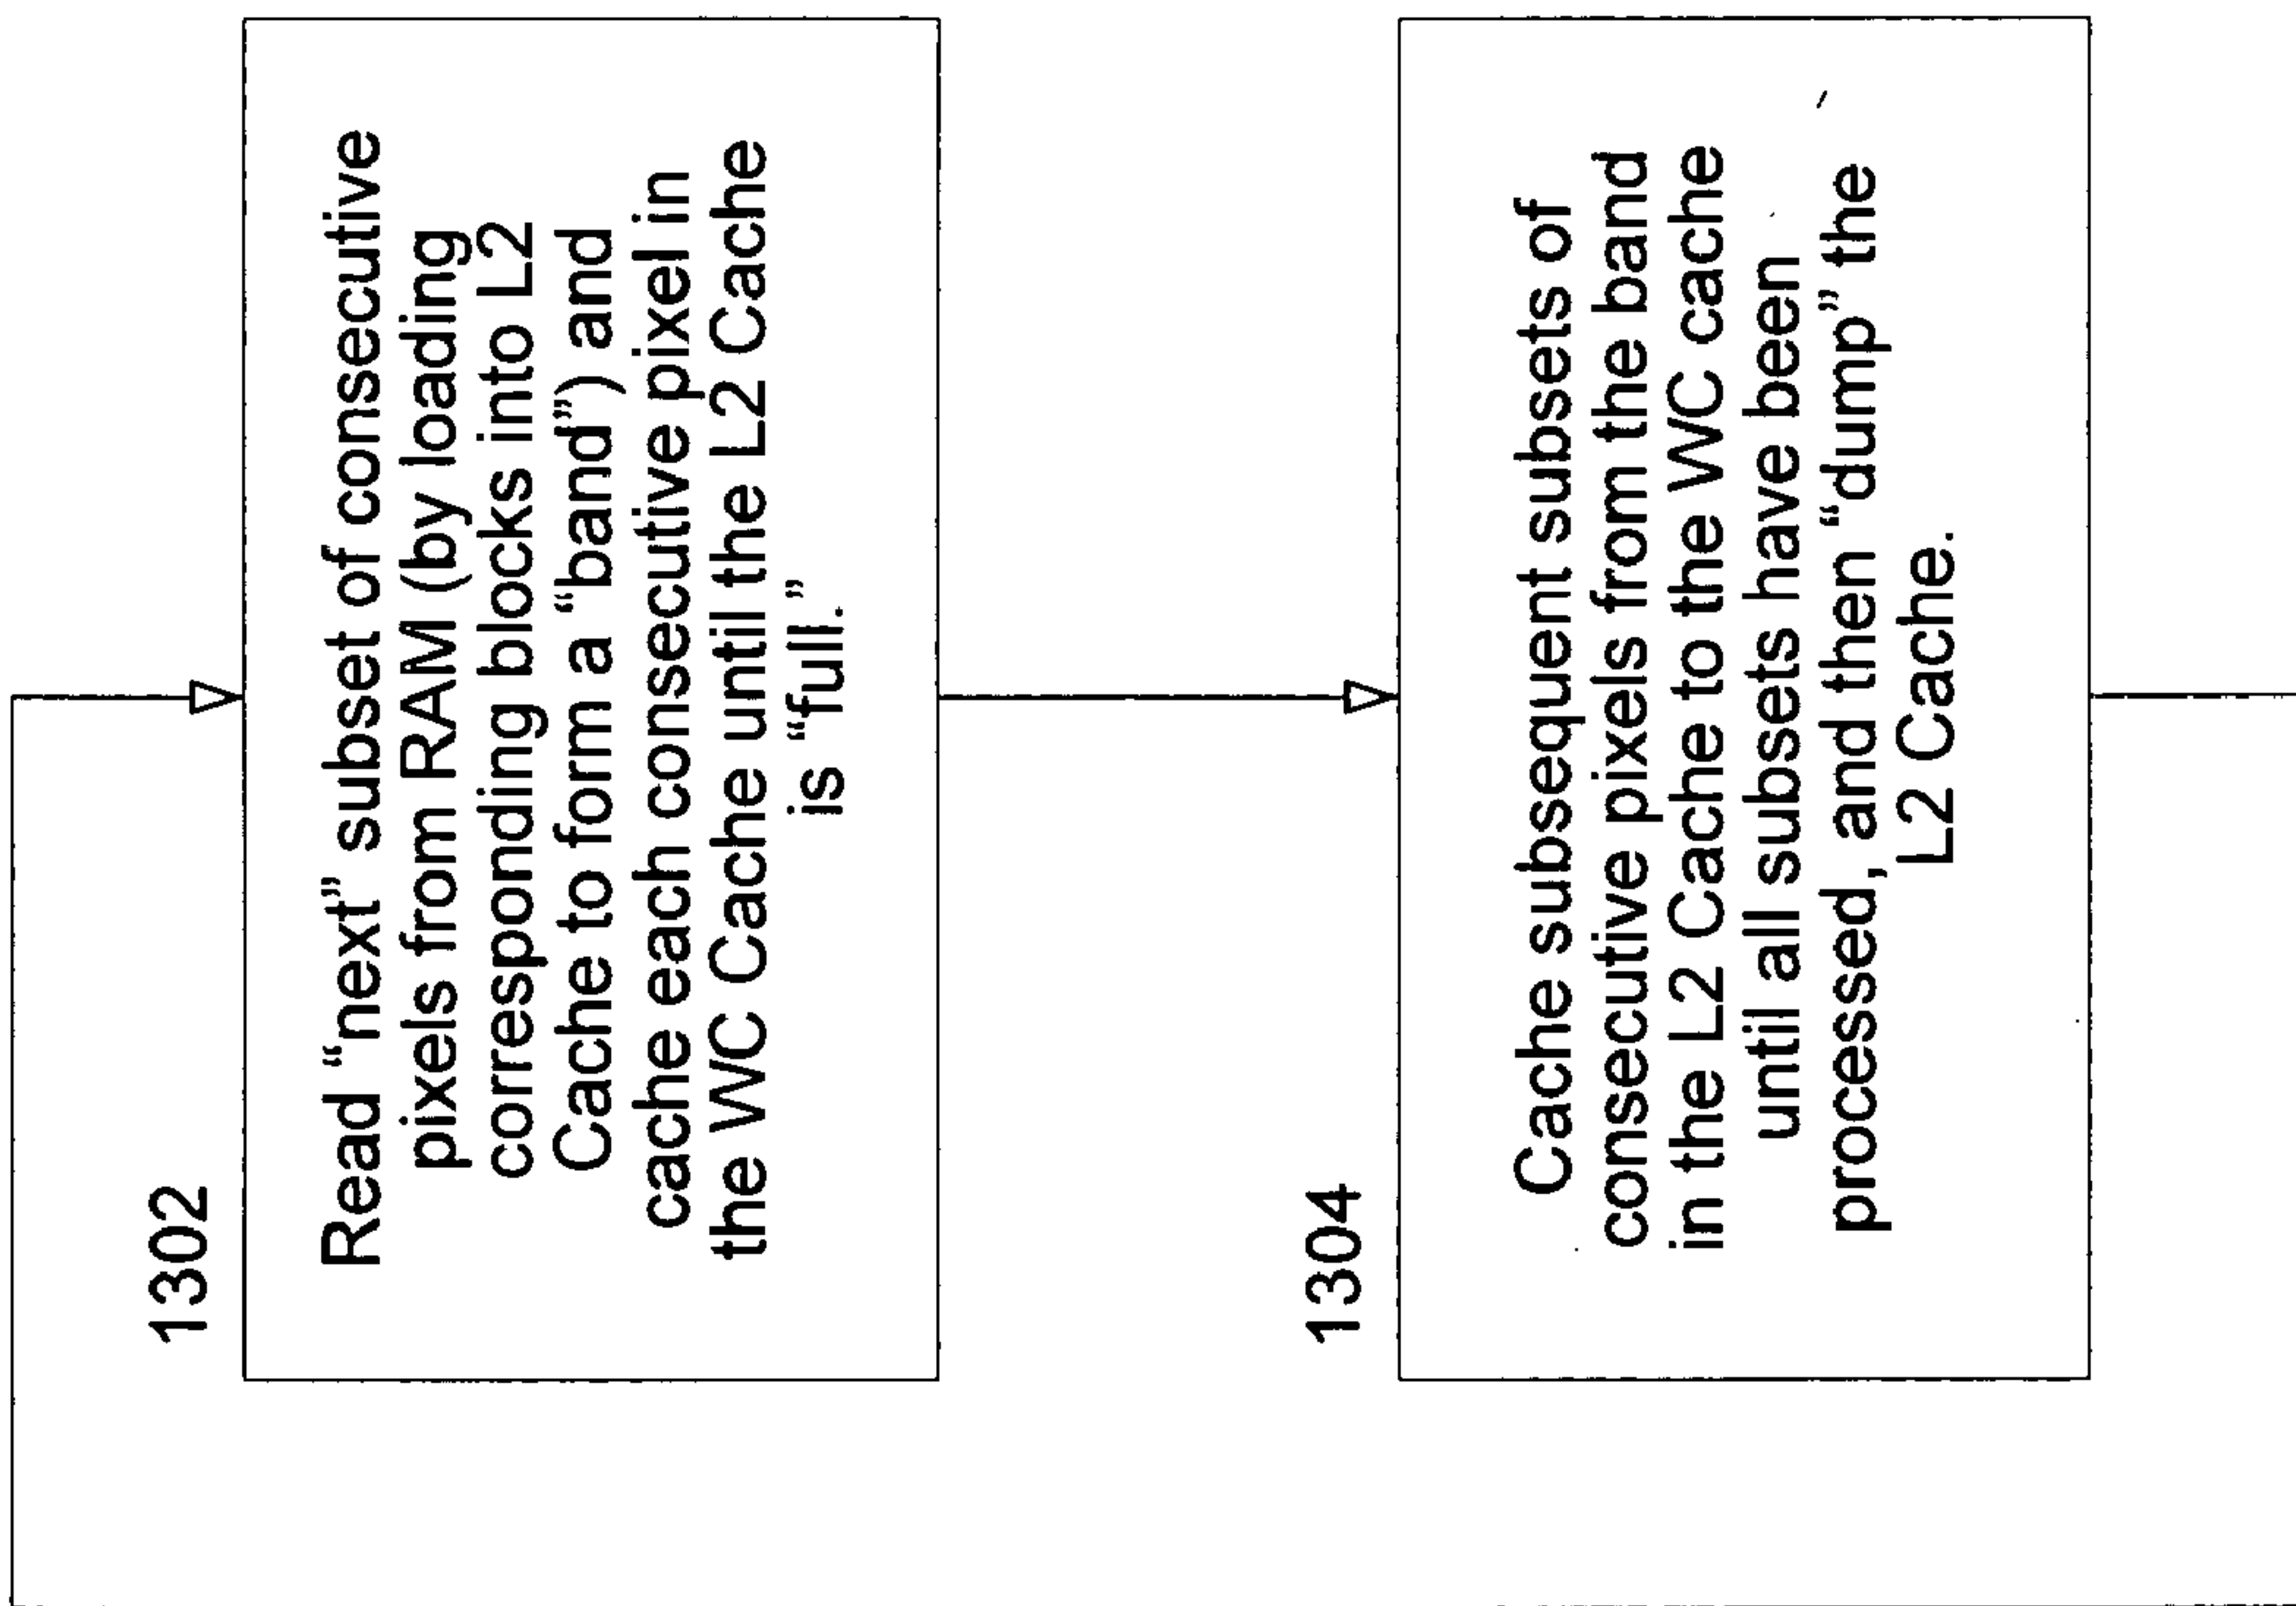 1302
Read “next” subset of consecutive
pixels from RAM (by loading
corresponding blocks into L2
Cache to form a “band”) and
cache each consecutive pixel in
the WC Cache until the L2 Cache
is “full.”
1304
Cache subsequent subsets of
consecutive pixels from the band
in the L2 Cache to the WC cache
until all subsets have been
processed, and then “dump” the
L2 Cache.